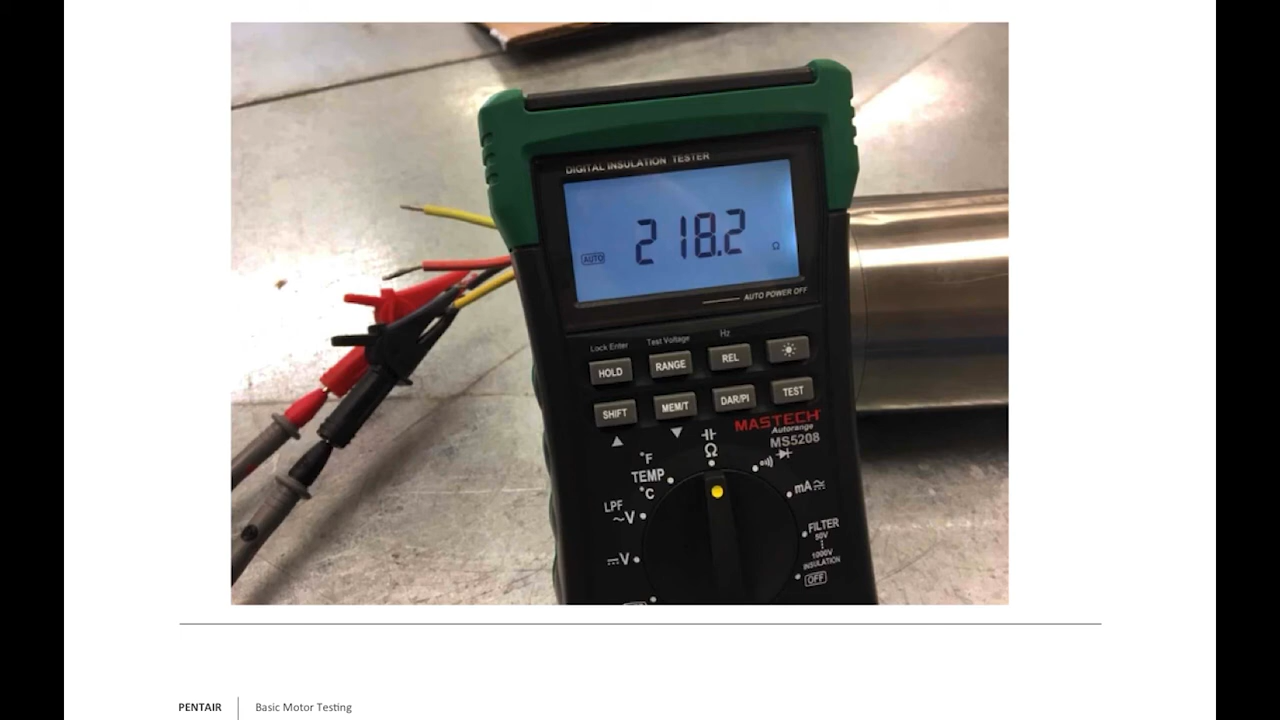 DIGITAL INSULATION TESTER
218.2
AUTO
Ω
AUTO POWER OFF
Lock Enter Test Voltage Hz
HOLD RANGE REL
SHIFT MEM/T DAR/PI TEST
MASTECH
Autorange
MS5208
Ω
°F
TEMP
°C
mA
LPF
~V
FILTER
50V
1000V
INSULATION
V
OFF
PENTAIR
Basic Motor Testing